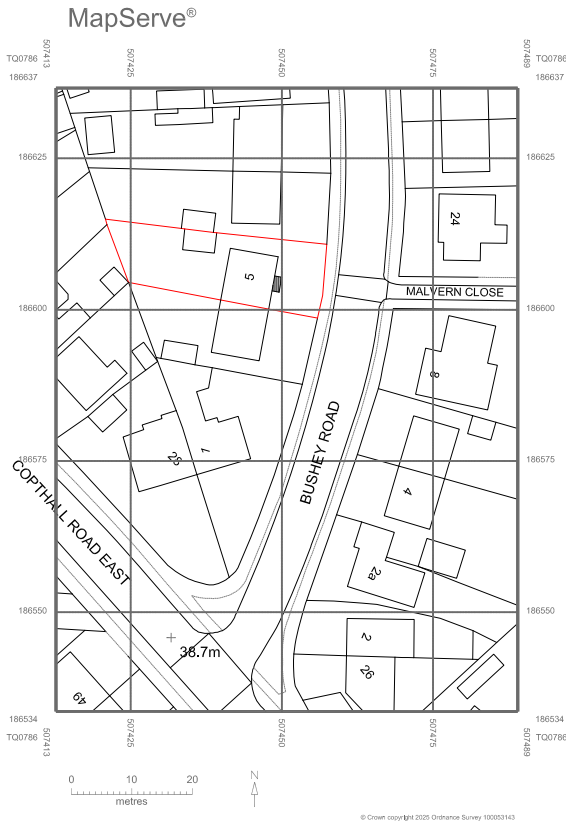 MapServe®
507413
507425
507450
507475
507489
TQ0786
186637
TQ0786
186637
186625
186625
24
5
MALVERN CLOSE
186600
186600
8
BUSHEY ROAD
1
28
186575
186575
4
COPTHALL ROAD EAST
2a
186550
186550
2
38.7m
26
49
186534
TQ0786
186534
TQ0786
507413
507425
507450
507475
507489
0 10 20
metres
N
© Crown copyright 2025 Ordnance Survey 100053143